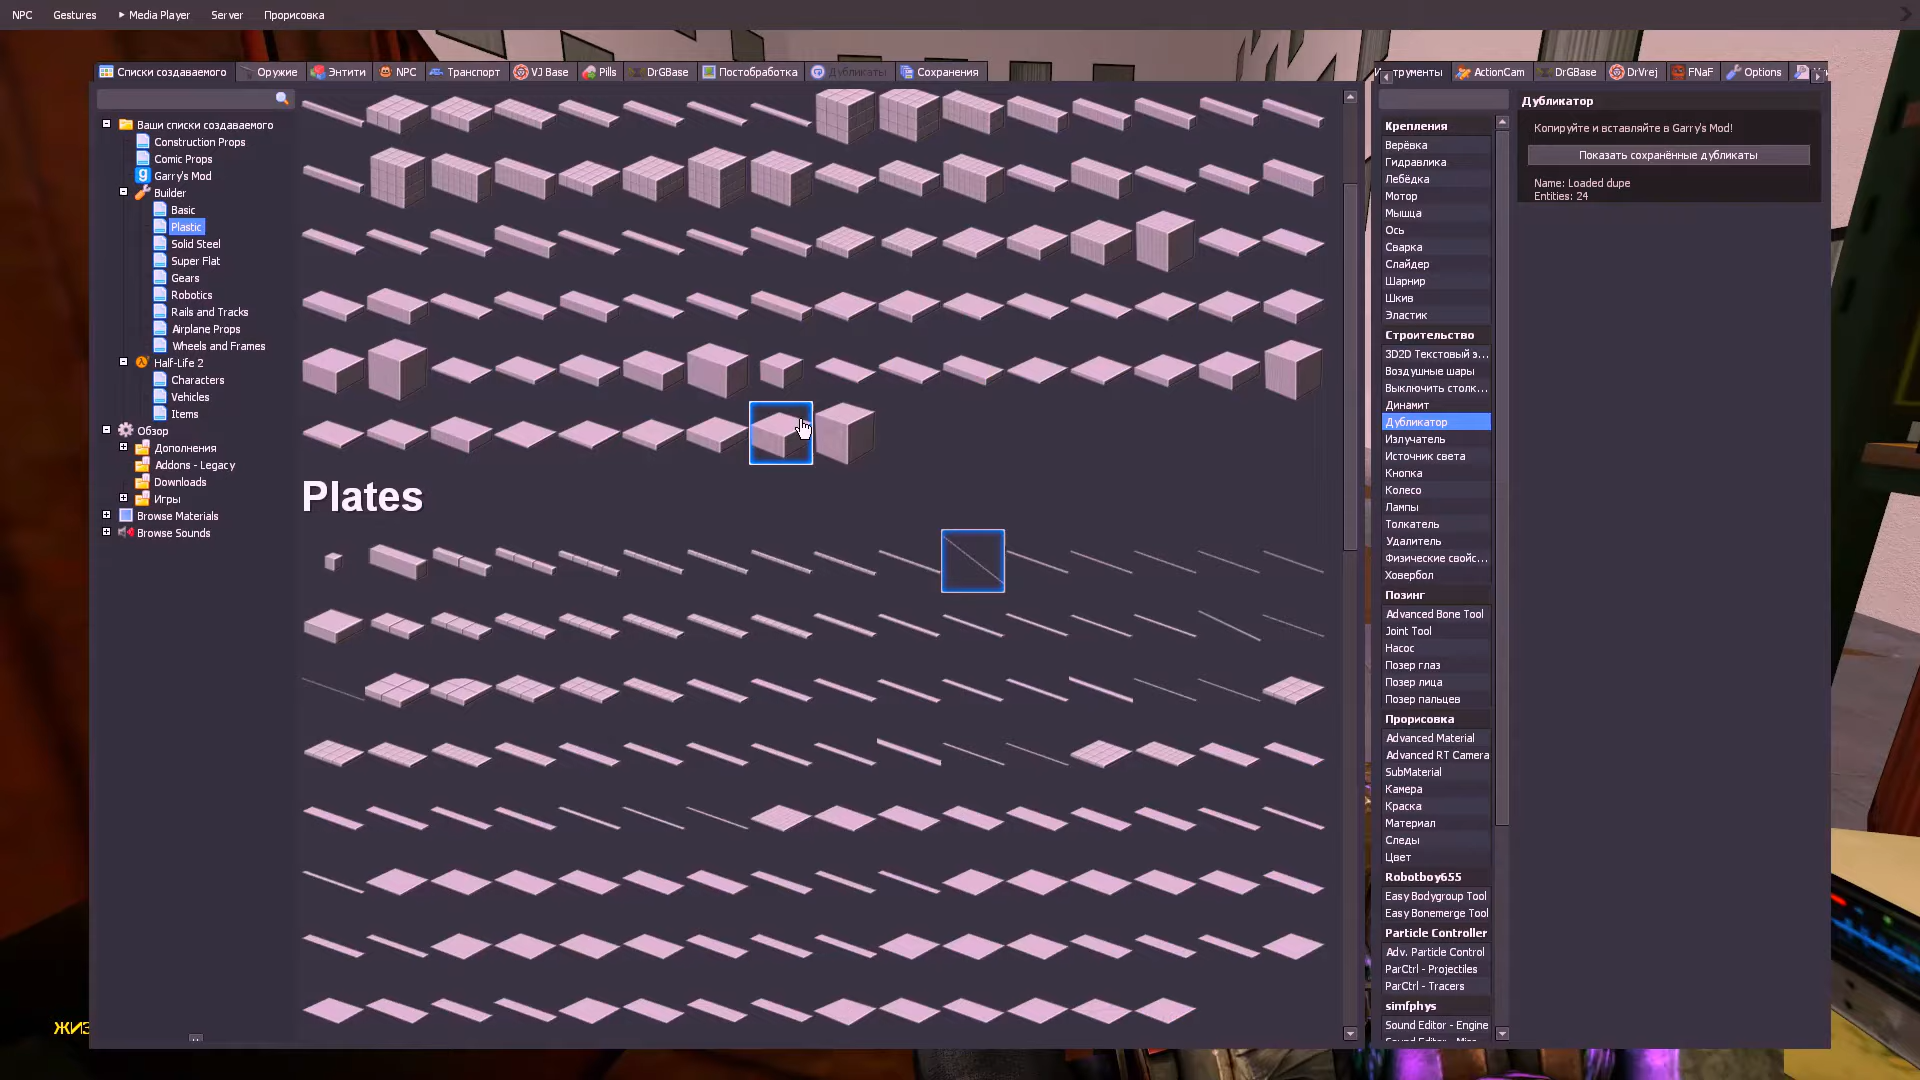 NPC Gestures Media Player Server Прорисовка
Списки создаваемого Оружие Энтити NPC Транспорт VJ Base Pills DrGBase Постобработка Дубликаты Сохранения
Ваши списки создаваемого
Construction Props
Comic Props
Garry's Mod
Builder
Basic
Plastic
Solid Steel
Super Flat
Gears
Robotics
Rails and Tracks
Airplane Props
Wheels and Frames
Half-Life 2
Characters
Vehicles
Items
Обзор
Дополнения
Addons - Legacy
Downloads
Игры
Browse Materials
Browse Sounds
Plates
ActionCam DrGBase DrVrej FNaF Options
Крепления
Верёвка
Гидравлика
Лебёдка
Мотор
Мышца
Ось
Сварка
Слайдер
Шарнир
Шкив
Эластик
Строительство
3D2D Текстовый э...
Воздушные шары
Выключить столк...
Динамит
Дубликатор
Излучатель
Источник света
Кнопка
Колесо
Лампы
Толкатель
Удалитель
Физические свойс...
Ховербол
Позинг
Advanced Bone Tool
Joint Tool
Насос
Позер глаз
Позер лица
Позер пальцев
Прорисовка
Advanced Material
Advanced RT Camera
SubMaterial
Камера
Краска
Материал
Следы
Цвет
Robotboy655
Easy Bodygroup Tool
Easy Bonemerge Tool
Particle Controller
Adv. Particle Control
ParCtrl - Projectiles
ParCtrl - Tracers
simfphys
Sound Editor - Engine
Дубликатор
Копируйте и вставляйте в Garry's Mod!
Показать сохранённые дубликаты
Name: Loaded dupe
Entities: 24